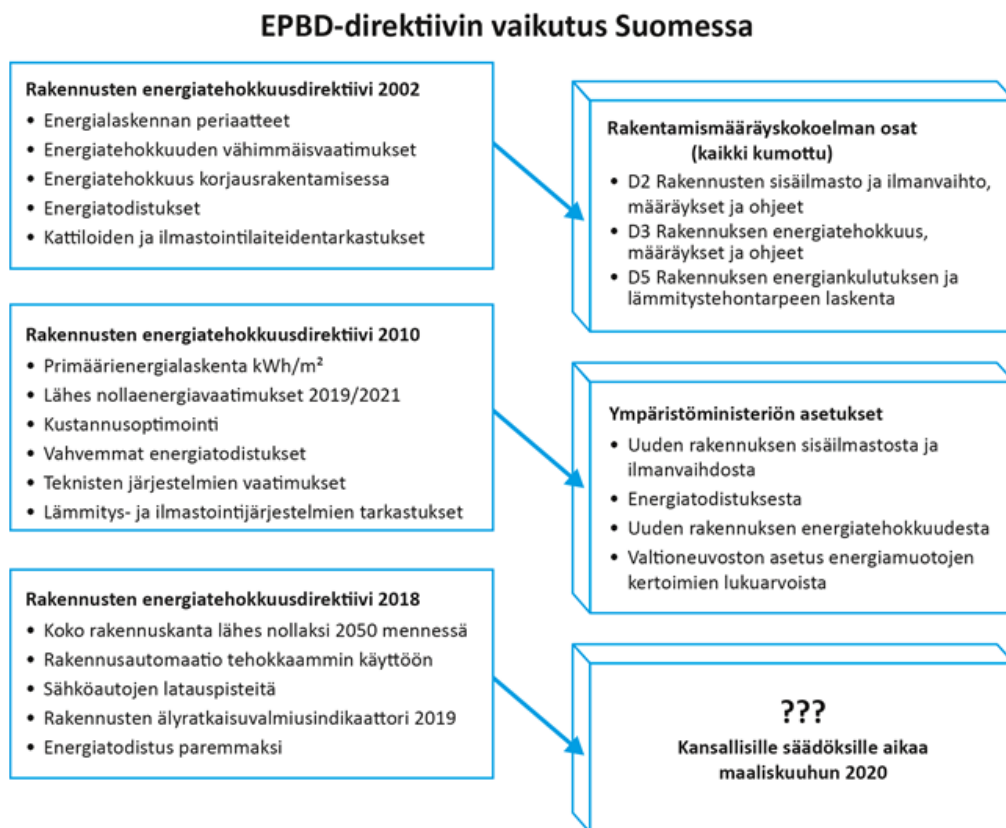 EPBD-direktiivin vaikutus Suomessa
Rakennusten energiatehokkuusdirektiivi 2002
• Energialaskennan periaatteet
• Energiatehokkuuden vähimmäisvaatimukset
• Energiatehokkuus korjausrakentamisessa
• Energiatodistukset
• Kattiloiden ja ilmastointilaiteidentarkastukset
Rakentamismääräyskokoelman osat
(kaikki kumottu)
• D2 Rakennusten sisäilmasto ja ilmanvaihto,
määräykset ja ohjeet
• D3 Rakennuksen energiatehokkuus,
määräykset ja ohjeet
• D5 Rakennuksen energiankulutuksen ja
lämmitystehontarpeen laskenta
Rakennusten energiatehokkuusdirektiivi 2010
• Primäärienergialaskenta kWh/m²
• Lähes nollaenergiavaatimukset 2019/2021
• Kustannusoptimointi
• Vahvemmat energiatodistukset
• Teknisten järjestelmien vaatimukset
• Lämmitys- ja ilmastointijärjestelmien tarkastukset
Ympäristöministeriön asetukset
• Uuden rakennuksen sisäilmastosta ja
ilmanvaihdosta
• Energiatodistuksesta
• Uuden rakennuksen energiatehokkuudesta
• Valtioneuvoston asetus energiamuotojen
kertoimien lukuarvoista
Rakennusten energiatehokkuusdirektiivi 2018
• Koko rakennuskanta lähes nollaksi 2050 mennessä
• Rakennusautomaatio tehokkaammin käyttöön
• Sähköautojen latauspisteitä
• Rakennusten älyratkaisuvalmiusindikaattori 2019
• Energiatodistus paremmaksi
???
Kansallisille säädöksille aikaa
maaliskuuhun 2020